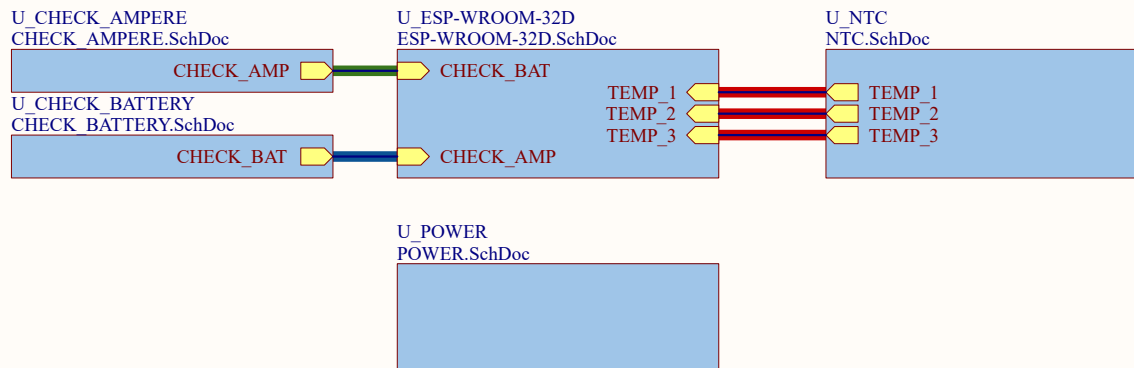 U_CHECK_AMPERE
CHECK_AMPERE.SchDoc
CHECK_AMP
U_CHECK_BATTERY
CHECK_BATTERY.SchDoc
CHECK_BAT
U_ESP-WROOM-32D
ESP-WROOM-32D.SchDoc
CHECK_BAT
TEMP_1
TEMP_2
TEMP_3
CHECK_AMP
U_NTC
NTC.SchDoc
TEMP_1
TEMP_2
TEMP_3
U_POWER
POWER.SchDoc